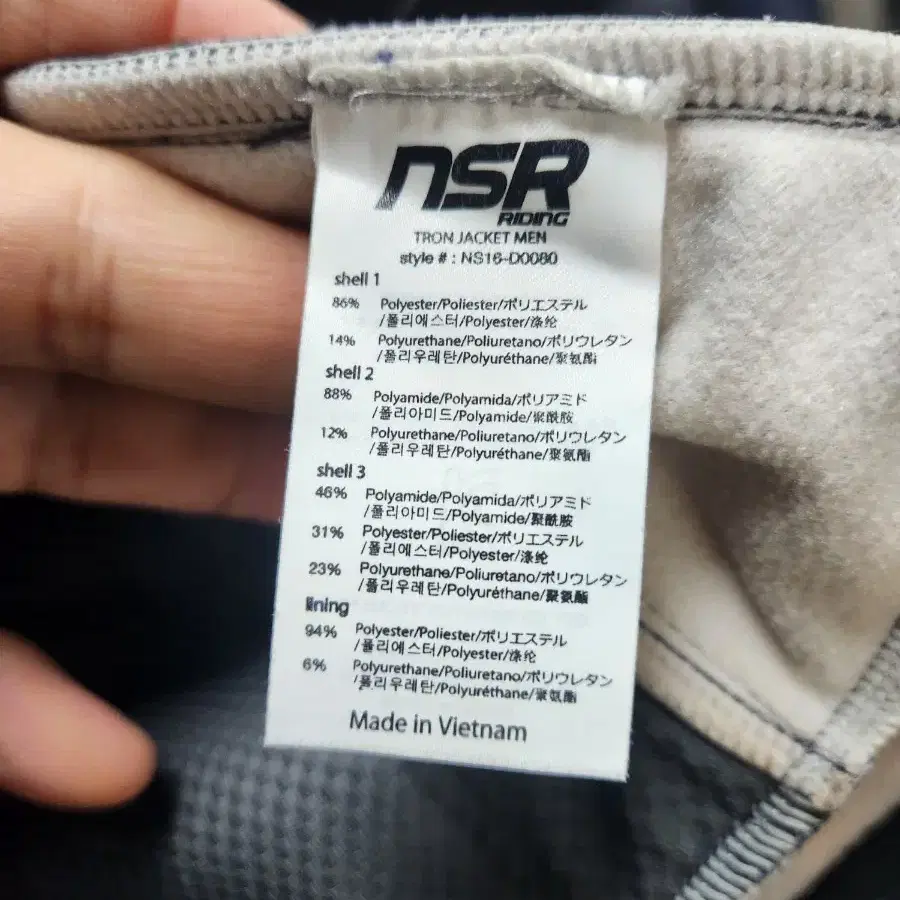 nSR
RIDING
TRON JACKET MEN
style # : NS16-D0080
shell 1
86% Polyester/Poliester/ポリエステル
/폴리에스터/Polyester/涤纶
14% Polyurethane/Poliuretano/ポリウレタン
/폴리우레탄/Polyuréthane/聚氨酯
shell 2
88% Polyamide/Polyamida/ポリアミド
/폴리아미드/Polyamide/聚酰胺
12% Polyurethane/Poliuretano/ポリウレタン
/폴리우레탄/Polyuréthane/聚氨酯
shell 3
46% Polyamide/Polyamida/ポリアミド
/폴리아미드/Polyamide/聚酰胺
31% Polyester/Poliester/ポリエステル
/폴리에스터/Polyester/涤纶
23% Polyurethane/Poliuretano/ポリウレタン
/폴리우레탄/Polyuréthane/聚氨酯
lining
94% Polyester/Poliester/ポリエステル
/폴리에스터/Polyester/涤纶
6% Polyurethane/Poliuretano/ポリウレタン
/폴리우레탄/Polyuréthane/聚氨酯
Made in Vietnam